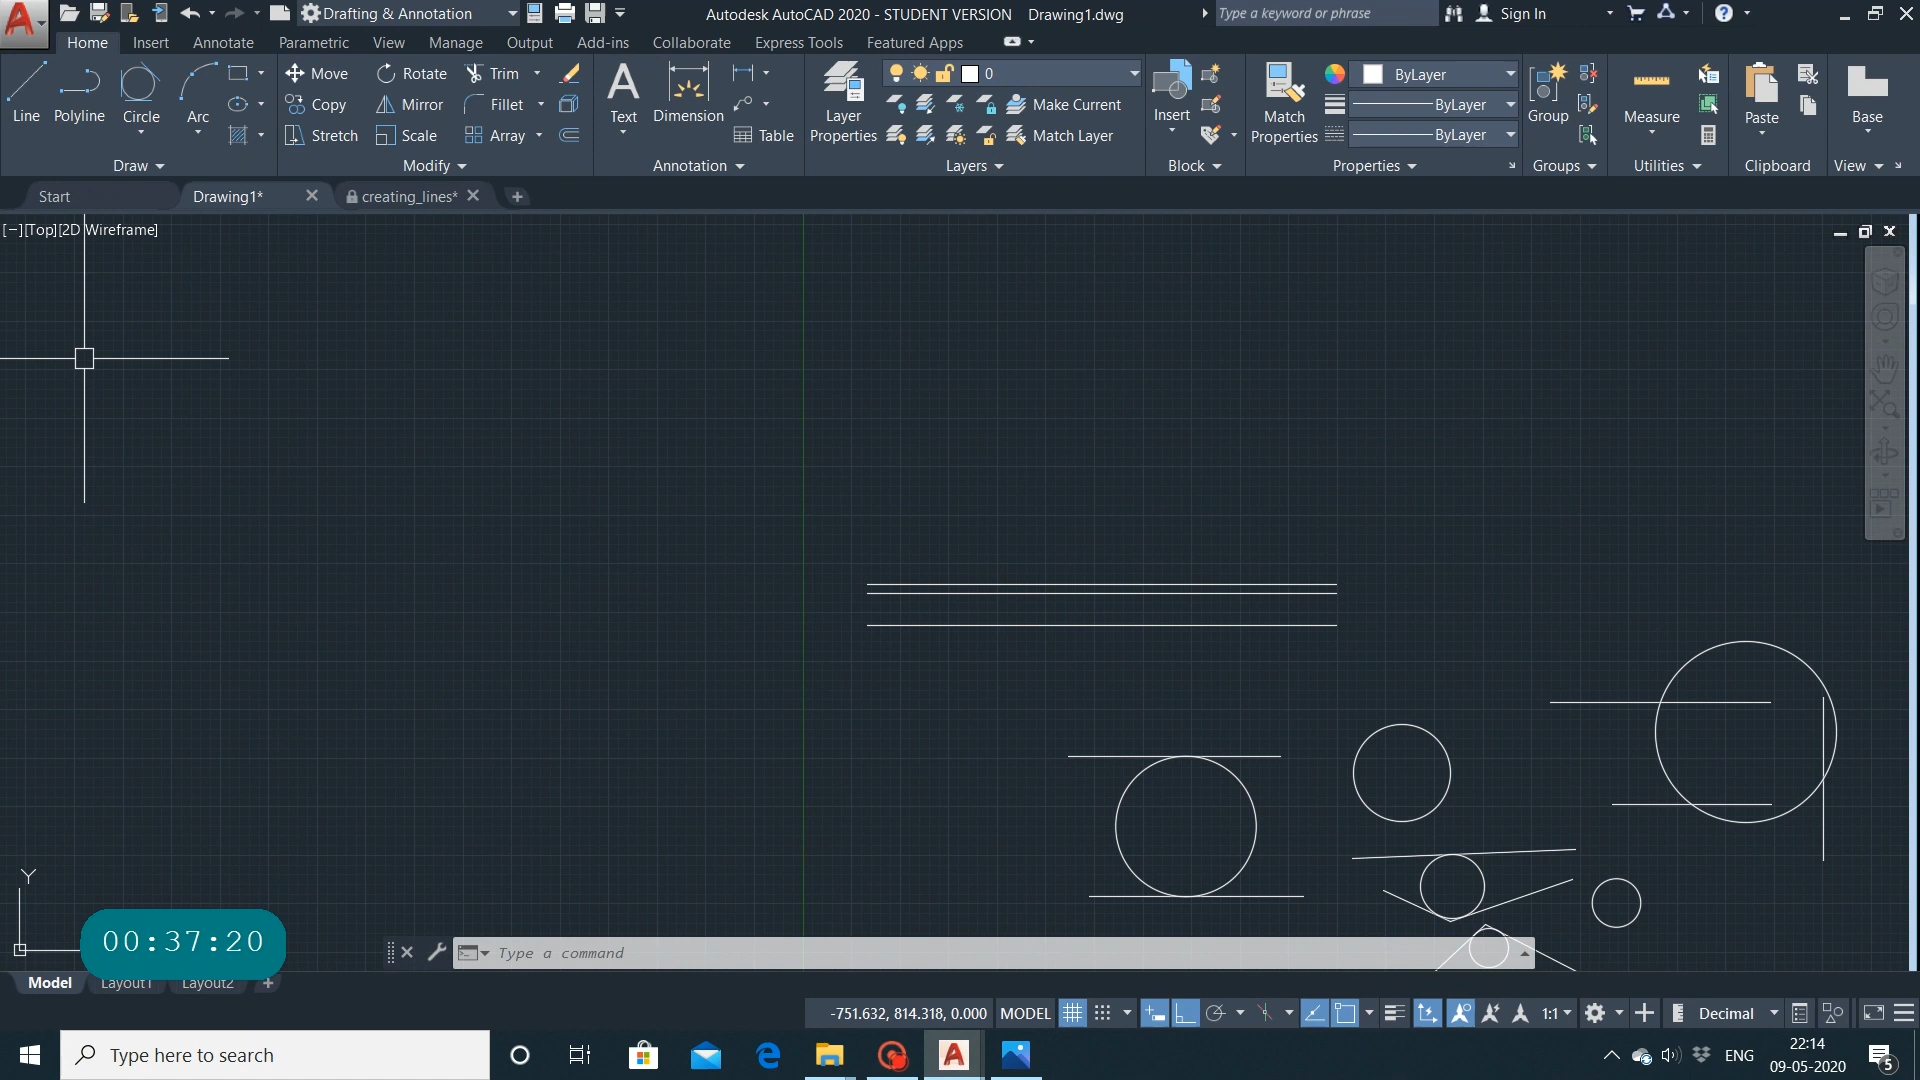 Drafting & Annotation
Autodesk AutoCAD 2020 - STUDENT VERSION Drawing1.dwg
Type a keyword or phrase
Sign In
Home Insert Annotate Parametric View Manage Output Add-ins Collaborate Express Tools Featured Apps
Line Polyline Circle Arc
Move Rotate Trim
Copy Mirror Fillet
Stretch Scale Array
Text Dimension Table
Layer Properties
0
Make Current
Match Layer
Insert
Match Properties
ByLayer
ByLayer
ByLayer
Group
Measure
Paste
Base
Draw Modify Annotation Layers Block Properties Groups Utilities Clipboard View
Start Drawing1* creating_lines*
[−][Top][2D Wireframe]
Y
00:37:20
Type a command
Model Layout1 Layout2
-751.632, 814.318, 0.000 MODEL 1:1 Decimal
Type here to search
ENG
22:14
09-05-2020
5